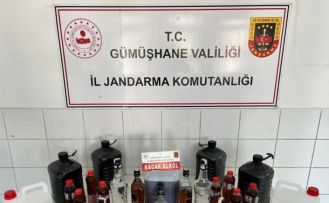 T.C.
GÜMÜŞHANE VALİLİĞİ
İL JANDARMA KOMUTANLIĞI
KAÇAK ALKOL